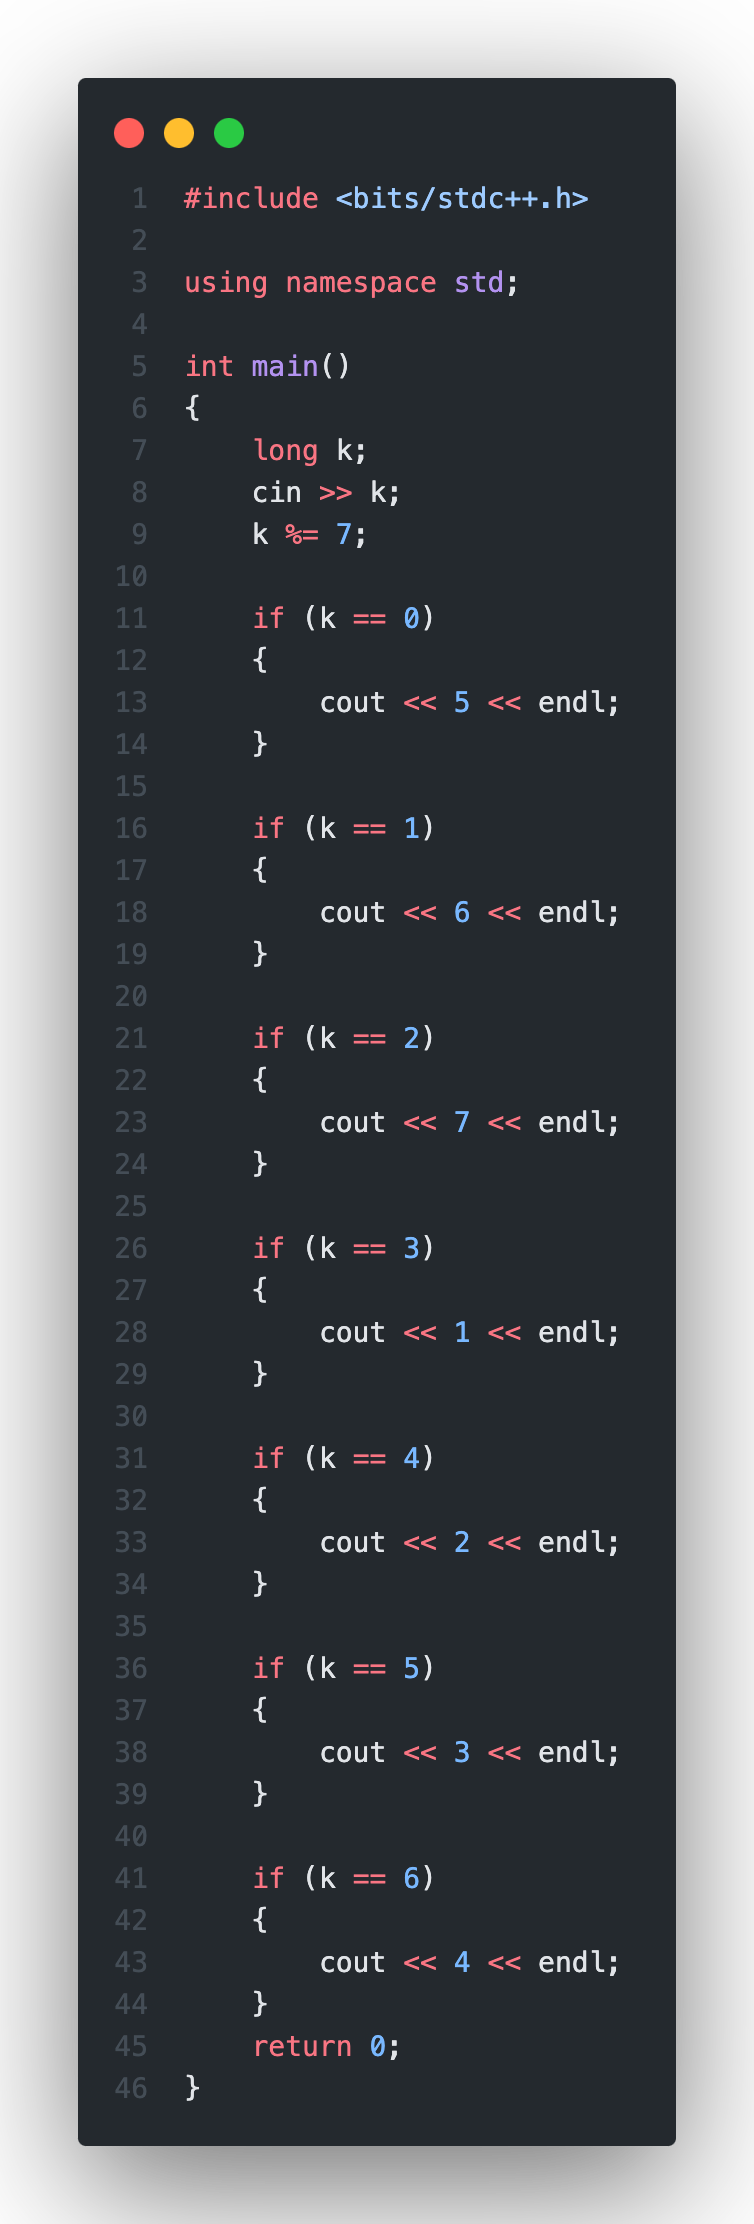 1 #include <bits/stdc++.h>
2
3 using namespace std;
4
5 int main()
6 {
7     long k;
8     cin >> k;
9     k %= 7;
10
11     if (k == 0)
12     {
13         cout << 5 << endl;
14     }
15
16     if (k == 1)
17     {
18         cout << 6 << endl;
19     }
20
21     if (k == 2)
22     {
23         cout << 7 << endl;
24     }
25
26     if (k == 3)
27     {
28         cout << 1 << endl;
29     }
30
31     if (k == 4)
32     {
33         cout << 2 << endl;
34     }
35
36     if (k == 5)
37     {
38         cout << 3 << endl;
39     }
40
41     if (k == 6)
42     {
43         cout << 4 << endl;
44     }
45     return 0;
46 }